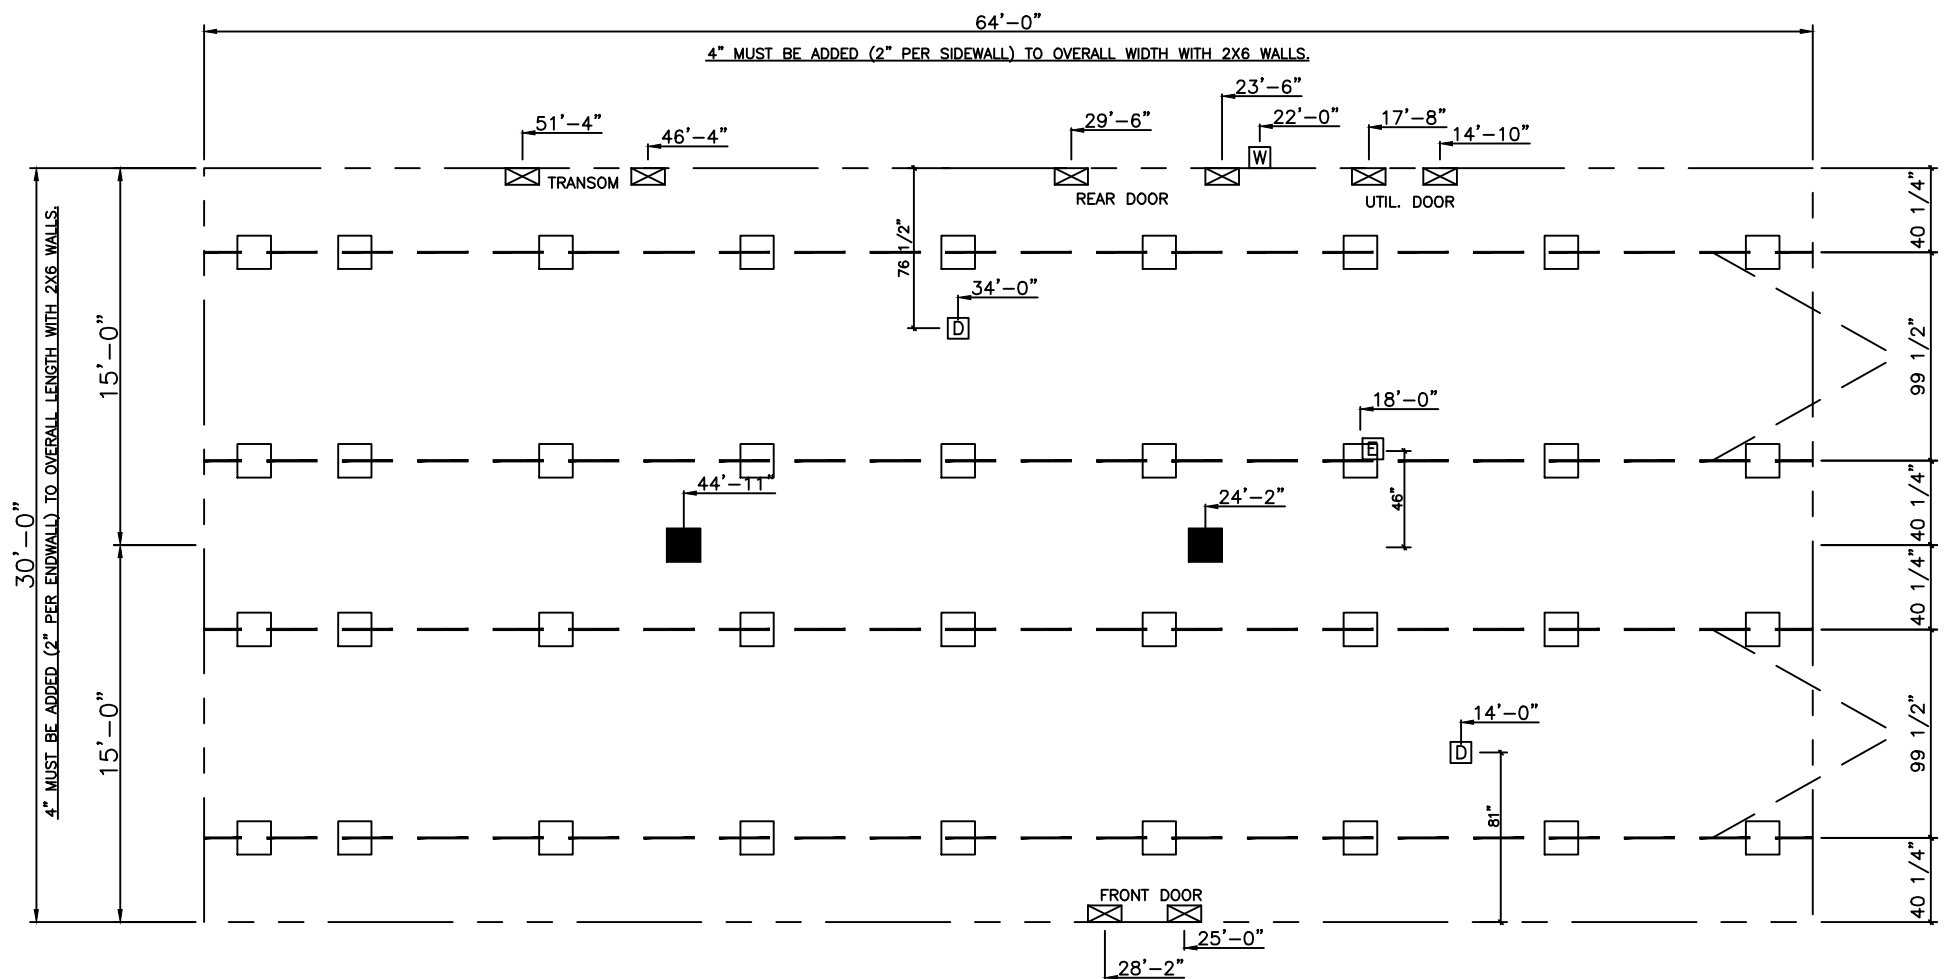 64'-0"
4" MUST BE ADDED (2" PER SIDEWALL) TO OVERALL WIDTH WITH 2X6 WALLS.
23'-6"
51'-4"
46'-4"
29'-6"
22'-0"
17'-8"
14'-10"
W
TRANSOM
REAR DOOR
UTIL. DOOR
40 1/4"
76 1/2"
34'-0"
D
99 1/2"
15'-0"
4" MUST BE ADDED (2" PER ENDWALL) TO OVERALL LENGTH WITH 2X6 WALLS.
30'-0"
18'-0"
E
46"
44'-11"
24'-2"
40 1/4"
40 1/4"
15'-0"
14'-0"
D
81"
99 1/2"
40 1/4"
FRONT DOOR
25'-0"
28'-2"